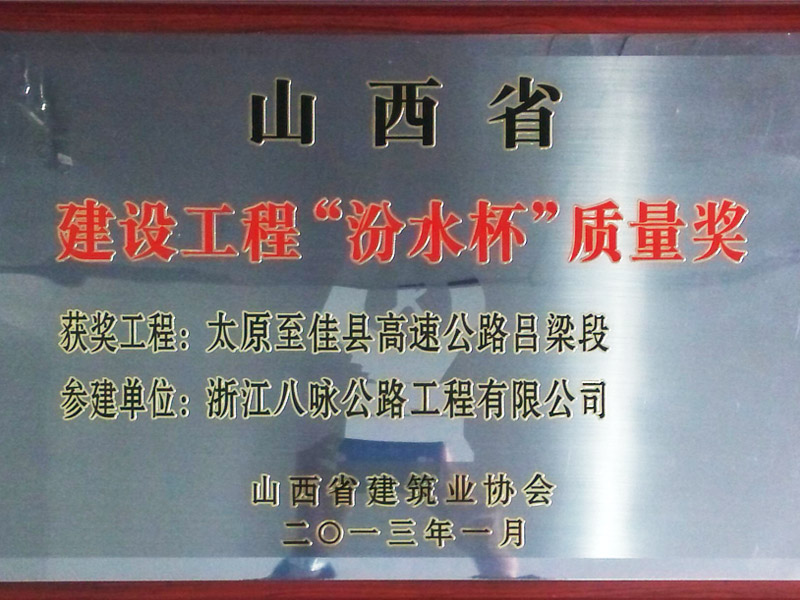 山西省
建设工程“汾水杯”质量奖
获奖工程：太原至佳县高速公路吕梁段
参建单位：浙江八咏公路工程有限公司
山西省建筑业协会
二〇一三年一月